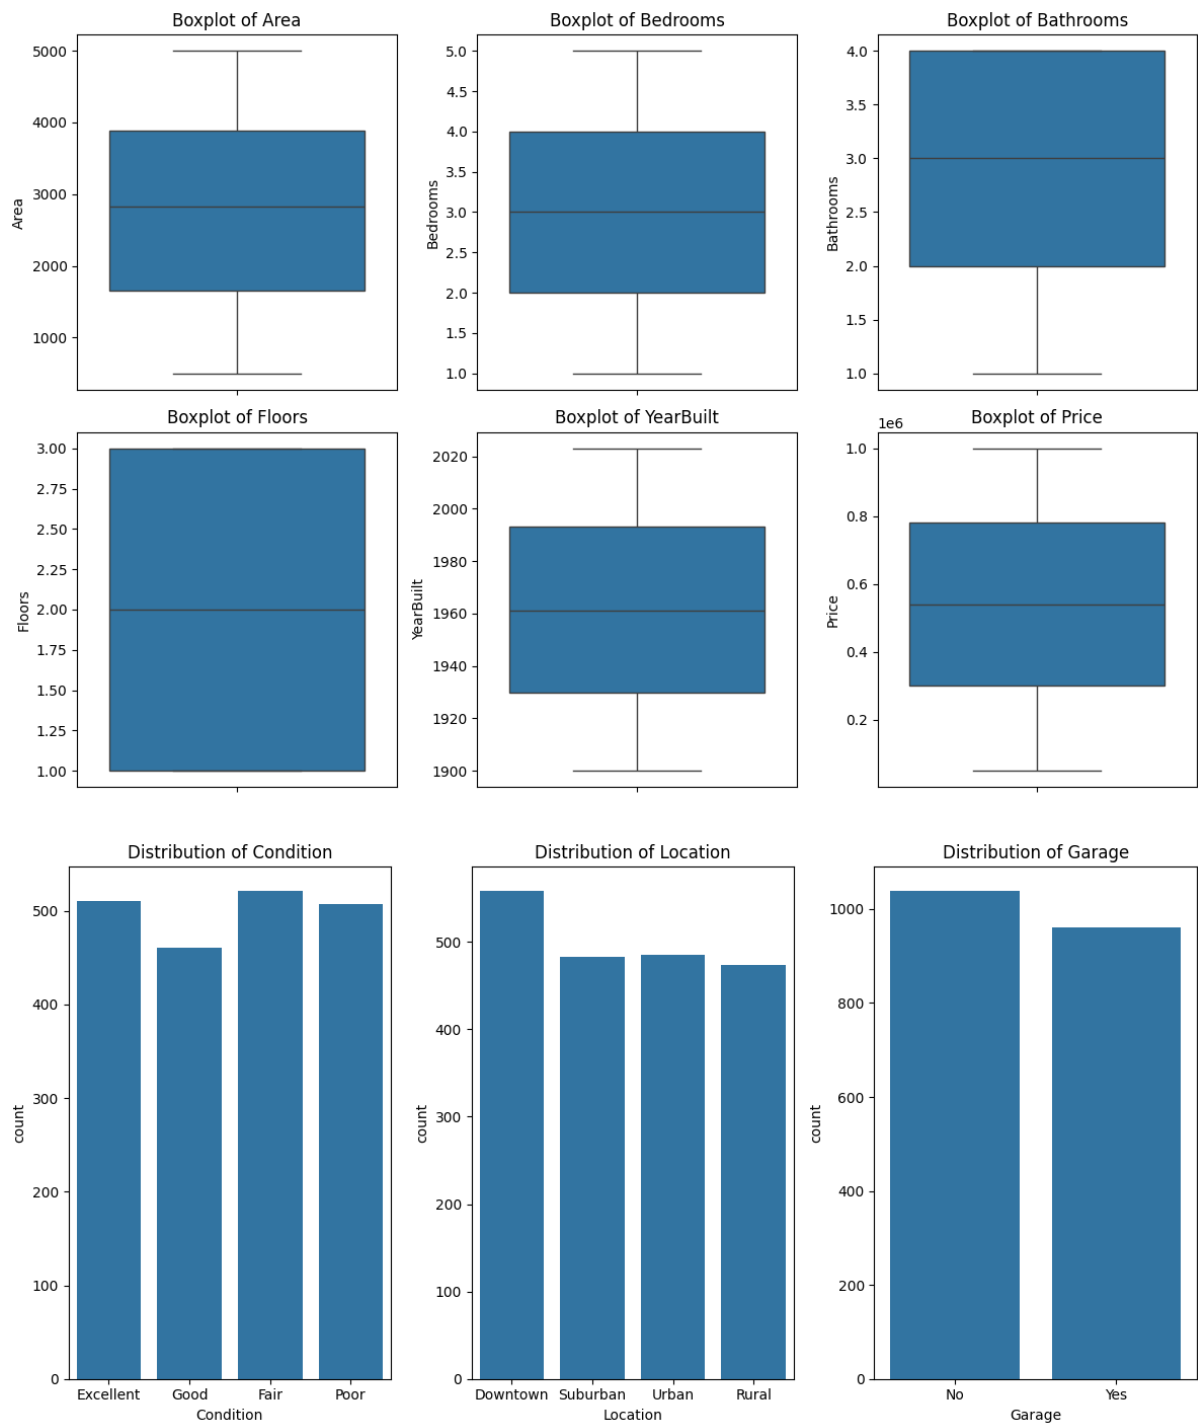 Boxplot of Area
5000
4000
3000
2000
1000
Area
Boxplot of Bedrooms
5.0
4.5
4.0
3.5
3.0
2.5
2.0
1.5
1.0
Bedrooms
Boxplot of Bathrooms
4.0
3.5
3.0
2.5
2.0
1.5
1.0
Bathrooms
Boxplot of Floors
3.00
2.75
2.50
2.25
2.00
1.75
1.50
1.25
1.00
Floors
Boxplot of YearBuilt
2020
2000
1980
1960
1940
1920
1900
YearBuilt
Boxplot of Price
1e6
1.0
0.8
0.6
0.4
0.2
Price
Distribution of Condition
500
400
300
200
100
0
count
Excellent Good Fair Poor
Condition
Distribution of Location
500
400
300
200
100
0
count
Downtown Suburban Urban Rural
Location
Distribution of Garage
1000
800
600
400
200
0
count
No Yes
Garage